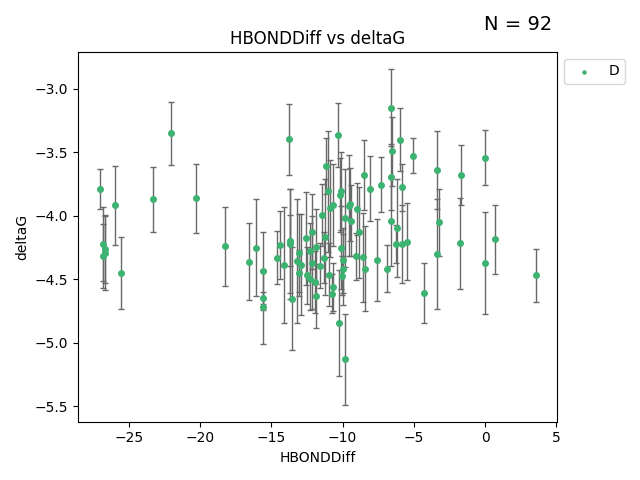 N = 92
HBONDDiff vs deltaG
D
−3.0
−3.5
−4.0
−4.5
−5.0
−5.5
deltaG
−25 −20 −15 −10 −5 0 5
HBONDDiff